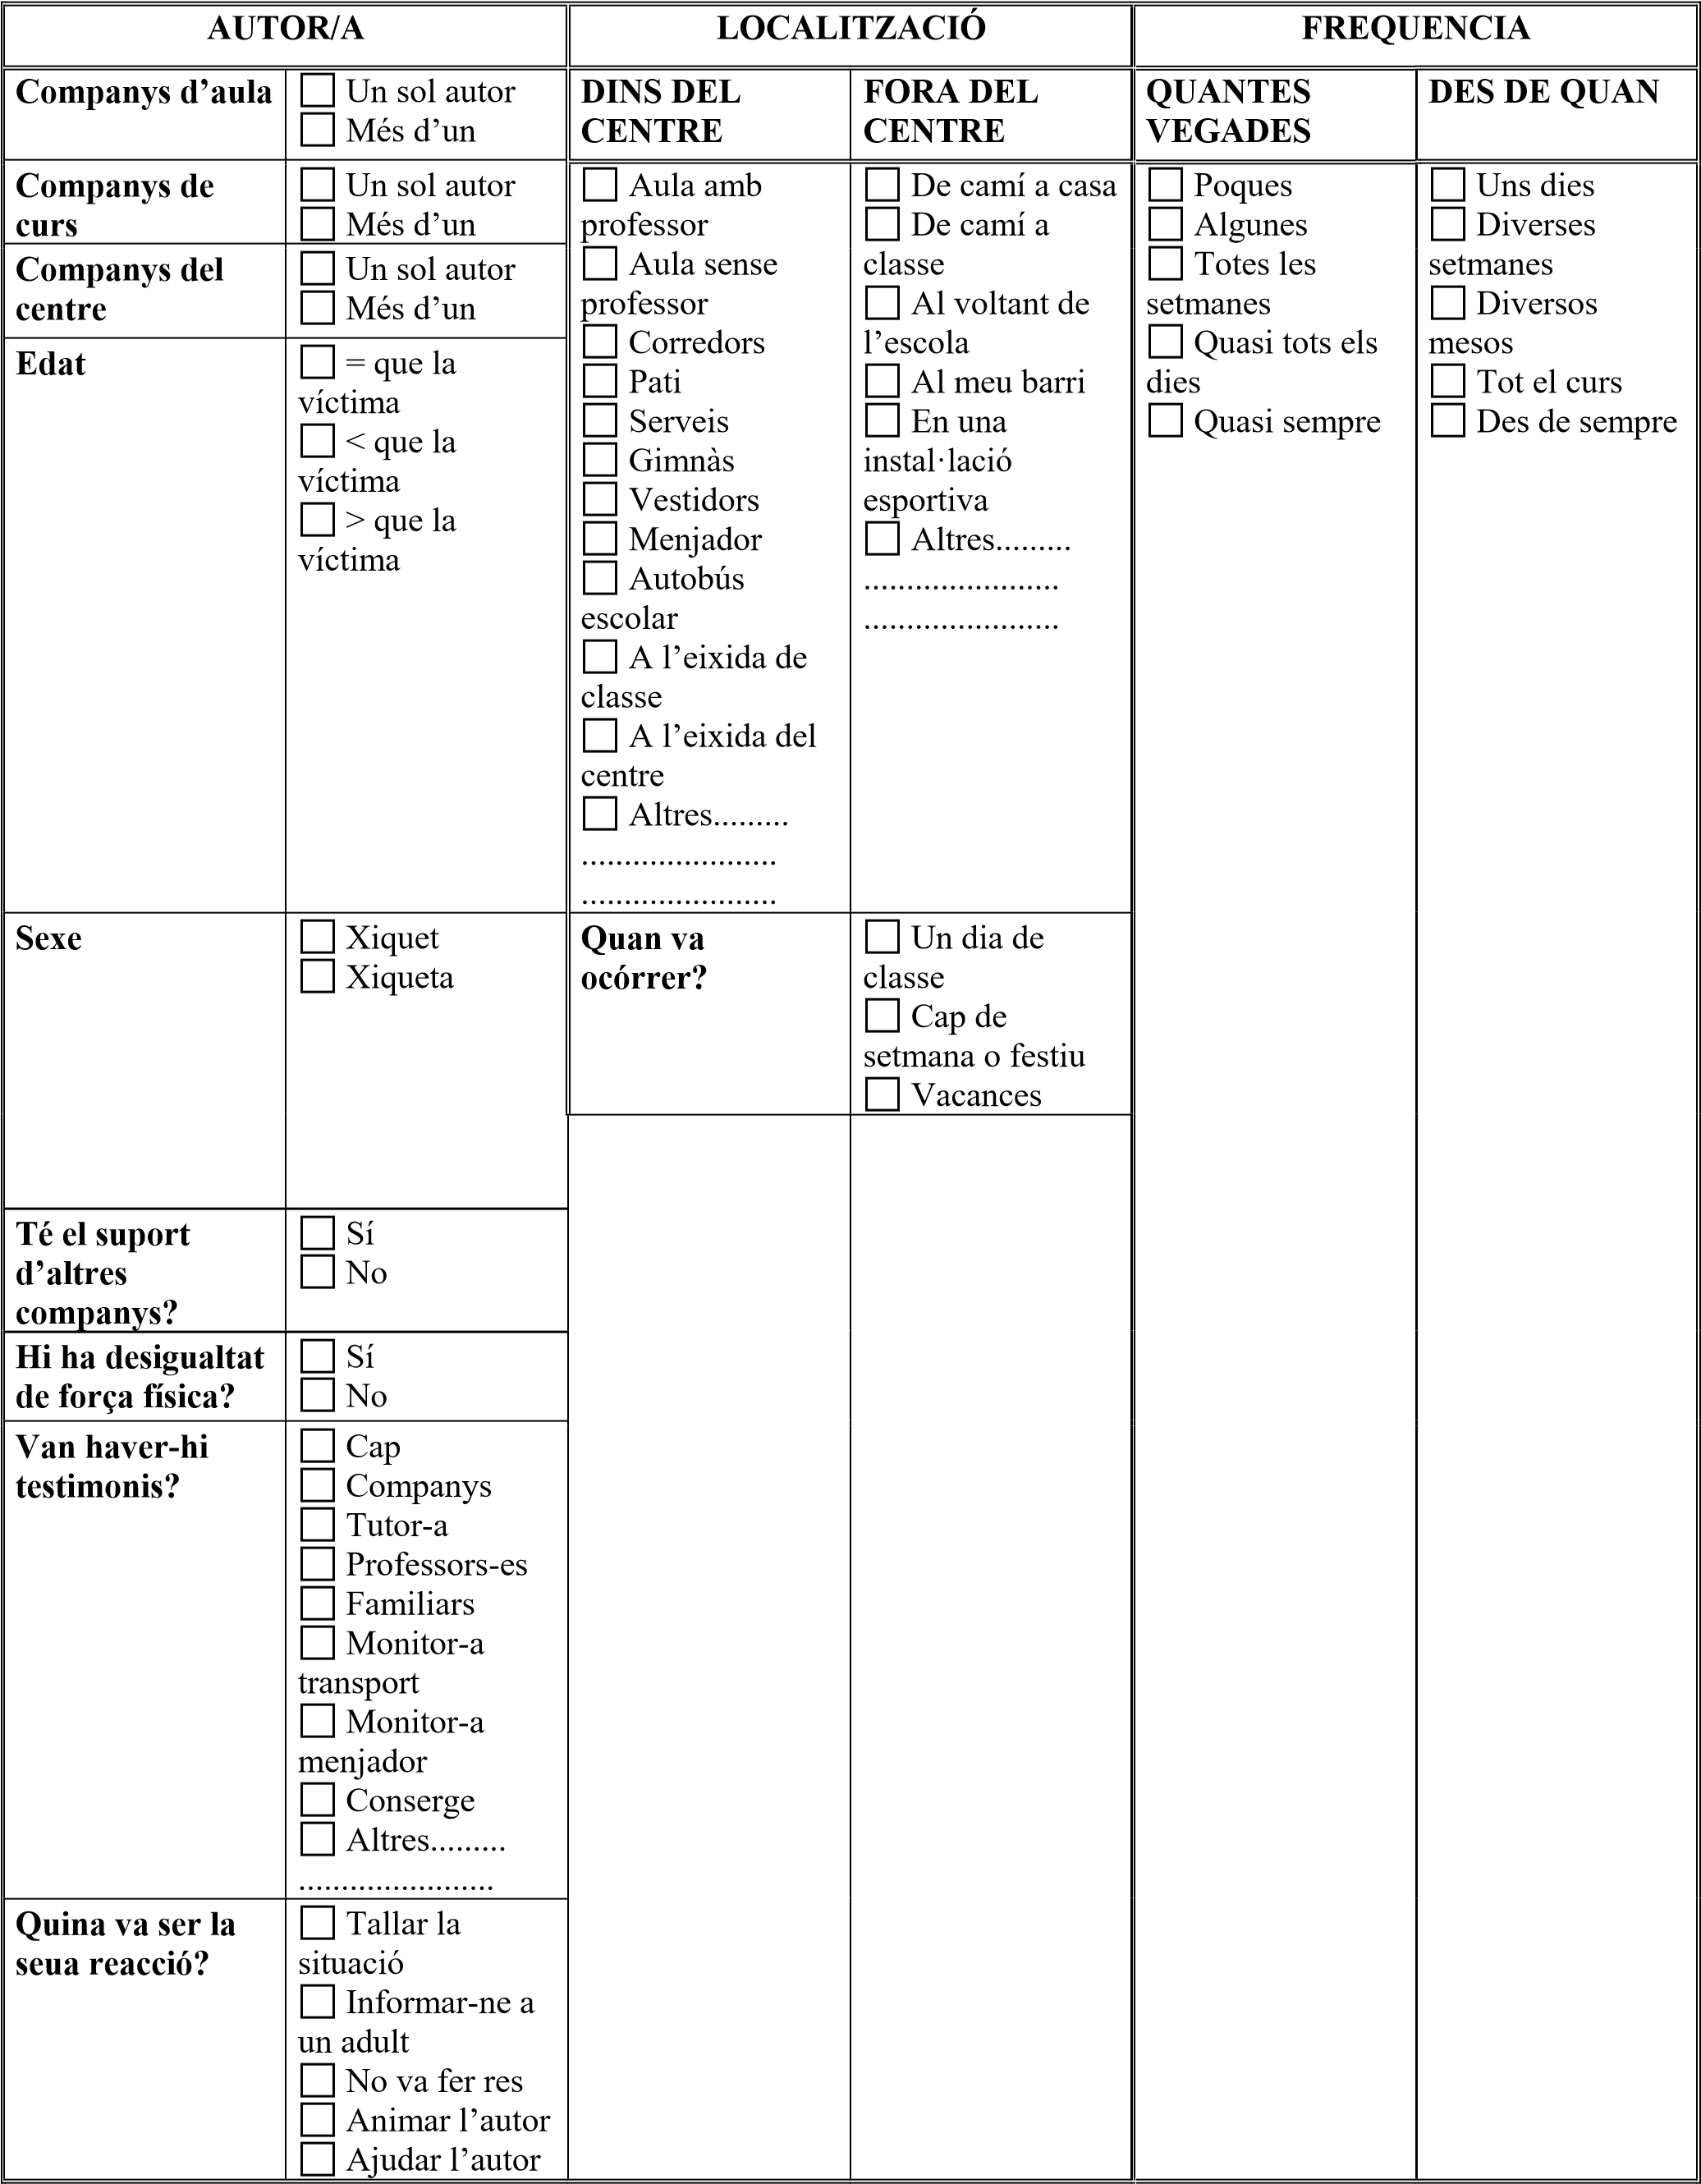 AUTOR/A
LOCALITZACIÓ
FREQUENCIA
Companys d’aula
☐ Un sol autor
☐ Més d’un
DINS DEL
CENTRE
FORA DEL
CENTRE
QUANTES
VEGADES
DES DE QUAN
Companys de
curs
☐ Un sol autor
☐ Més d’un
Companys del
centre
☐ Un sol autor
☐ Més d’un
Edat
☐ = que la
víctima
☐ < que la
víctima
☐ > que la
víctima
☐ Aula amb
professor
☐ Aula sense
professor
☐ Corredors
☐ Pati
☐ Serveis
☐ Gimnàs
☐ Vestidors
☐ Menjador
☐ Autobús
escolar
☐ A l’eixida de
classe
☐ A l’eixida del
centre
☐ Altres.........
.......................
.......................
☐ De camí a casa
☐ De camí a
classe
☐ Al voltant de
l’escola
☐ Al meu barri
☐ En una
instal·lació
esportiva
☐ Altres.........
.......................
.......................
☐ Poques
☐ Algunes
☐ Totes les
setmanes
☐ Quasi tots els
dies
☐ Quasi sempre
☐ Uns dies
☐ Diverses
setmanes
☐ Diversos
mesos
☐ Tot el curs
☐ Des de sempre
Sexe
☐ Xiquet
☐ Xiqueta
Quan va
ocórrer?
☐ Un dia de
classe
☐ Cap de
setmana o festiu
☐ Vacances
Té el suport
d’altres
companys?
☐ Sí
☐ No
Hi ha desigualtat
de força física?
☐ Sí
☐ No
Van haver-hi
testimonis?
☐ Cap
☐ Companys
☐ Tutor-a
☐ Professors-es
☐ Familiars
☐ Monitor-a
transport
☐ Monitor-a
menjador
☐ Conserge
☐ Altres.........
.......................
Quina va ser la
seua reacció?
☐ Tallar la
situació
☐ Informar-ne a
un adult
☐ No va fer res
☐ Animar l’autor
☐ Ajudar l’autor